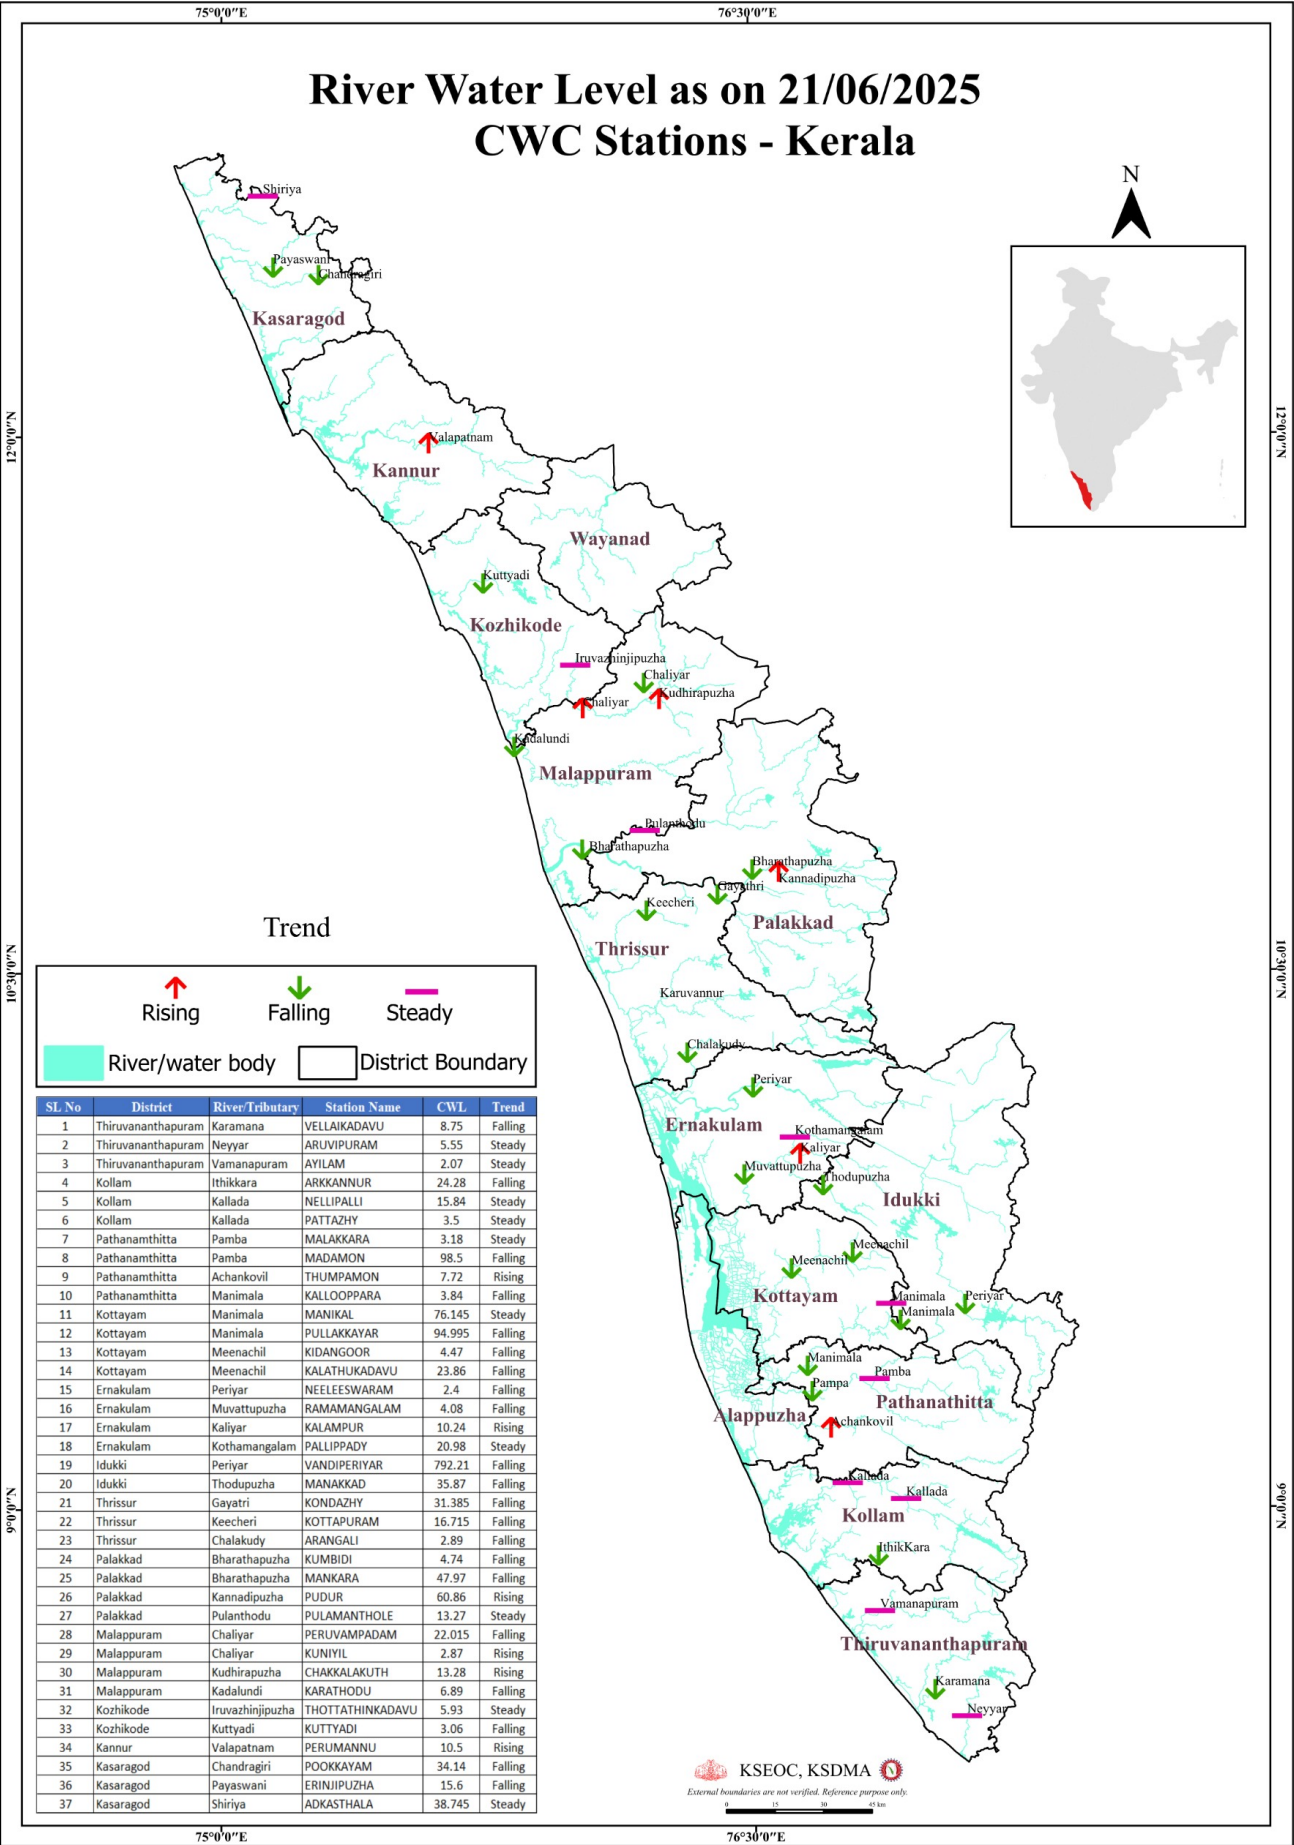 75°0'0"E 76°30'0"E
River Water Level as on 21/06/2025
CWC Stations - Kerala
N
Shiriya
Payaswani
Chandragiri
Kasaragod
12°0'0"N 12°0'0"N
Valapatnam
Kannur
Wayanad
Kuttyadi
Kozhikode
Iruvazhinjipuzha
Chaliyar
Kudhirapuzha
Chaliyar
Kadalundi
Malappuram
Pulanthodu
Bharathapuzha
Bharathapuzha
Kannadipuzha
Gayathri
Keecheri
Palakkad
Thrissur
10°30'0"N 10°30'0"N
Karuvannur
Chalakudy
Periyar
Ernakulam
Kothamangalam
Kaliyar
Muvattupuzha
Thodupuzha
Idukki
Meenachil
Meenachil
Kottayam
Manimala
Periyar
Manimala
Manimala
Pamba
Pampa
Pathanathitta
Alappuzha
Achankovil
Kallada
Kallada
9°0'0"N 9°0'0"N
Kollam
IthikKara
Vamanapuram
Thiruvananthapuram
Karamana
Neyyar
Trend
Rising Falling Steady
River/water body District Boundary
SL No District River/Tributary Station Name CWL Trend
1 Thiruvananthapuram Karamana VELLAIKADAVU 8.75 Falling
2 Thiruvananthapuram Neyyar ARUVIPURAM 5.55 Steady
3 Thiruvananthapuram Vamanapuram AYILAM 2.07 Steady
4 Kollam Ithikkara ARKKANNUR 24.28 Falling
5 Kollam Kallada NELLIPALLI 15.84 Steady
6 Kollam Kallada PATTAZHY 3.5 Steady
7 Pathanamthitta Pamba MALAKKARA 3.18 Steady
8 Pathanamthitta Pamba MADAMON 98.5 Falling
9 Pathanamthitta Achankovil THUMPAMON 7.72 Rising
10 Pathanamthitta Manimala KALLOOPPARA 3.84 Falling
11 Kottayam Manimala MANIKAL 76.145 Steady
12 Kottayam Manimala PULLAKKAYAR 94.995 Falling
13 Kottayam Meenachil KIDANGOOR 4.47 Falling
14 Kottayam Meenachil KALATHUKADAVU 23.86 Falling
15 Ernakulam Periyar NEELEESWARAM 2.4 Falling
16 Ernakulam Muvattupuzha RAMAMANGALAM 4.08 Falling
17 Ernakulam Kaliyar KALAMPUR 10.24 Rising
18 Ernakulam Kothamangalam PALLIPPADY 20.98 Steady
19 Idukki Periyar VANDIPERIYAR 792.21 Falling
20 Idukki Thodupuzha MANAKKAD 35.87 Falling
21 Thrissur Gayatri KONDAZHY 31.385 Falling
22 Thrissur Keecheri KOTTAPURAM 16.715 Falling
23 Thrissur Chalakudy ARANGALI 2.89 Falling
24 Palakkad Bharathapuzha KUMBIDI 4.74 Falling
25 Palakkad Bharathapuzha MANKARA 47.97 Falling
26 Palakkad Kannadipuzha PUDUR 60.86 Rising
27 Palakkad Pulanthodu PULAMANTHOLE 13.27 Steady
28 Malappuram Chaliyar PERUVAMPADAM 22.015 Falling
29 Malappuram Chaliyar KUNIYIL 2.87 Rising
30 Malappuram Kudhirapuzha CHAKKALAKUTH 13.28 Rising
31 Malappuram Kadalundi KARATHODU 6.89 Falling
32 Kozhikode Iruvazhinjipuzha THOTTATHINKADAVU 5.93 Steady
33 Kozhikode Kuttyadi KUTTYADI 3.06 Falling
34 Kannur Valapatnam PERUMANNU 10.5 Rising
35 Kasaragod Chandragiri POOKKAYAM 34.14 Falling
36 Kasaragod Payaswani ERINJIPUZHA 15.6 Falling
37 Kasaragod Shiriya ADKASTHALA 38.745 Steady
KSEOC, KSDMA
External boundaries are not verified. Reference purpose only.
0 15 30 45 km
75°0'0"E 76°30'0"E